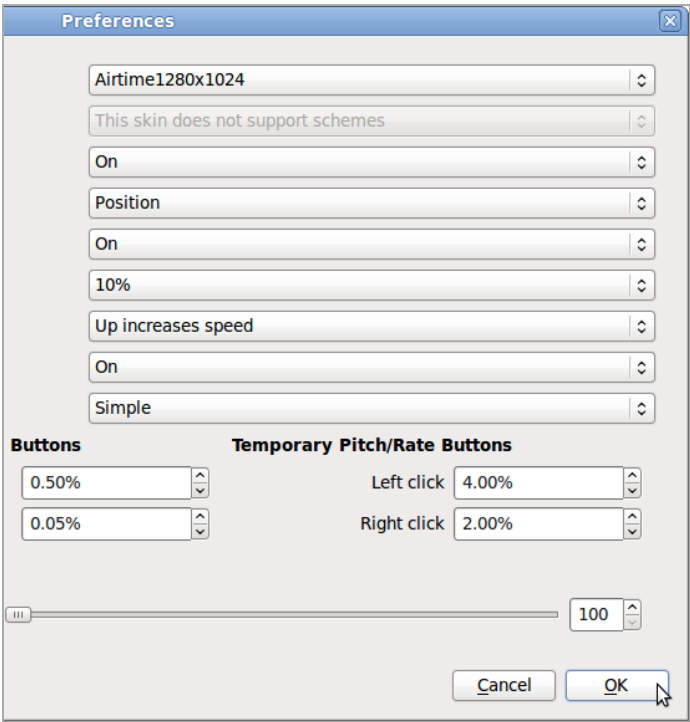 Preferences
Airtime1280x1024
This skin does not support schemes
On
Position
On
10%
Up increases speed
On
Simple
Buttons Temporary Pitch/Rate Buttons
0.50% Left click 4.00%
0.05% Right click 2.00%
100
Cancel OK